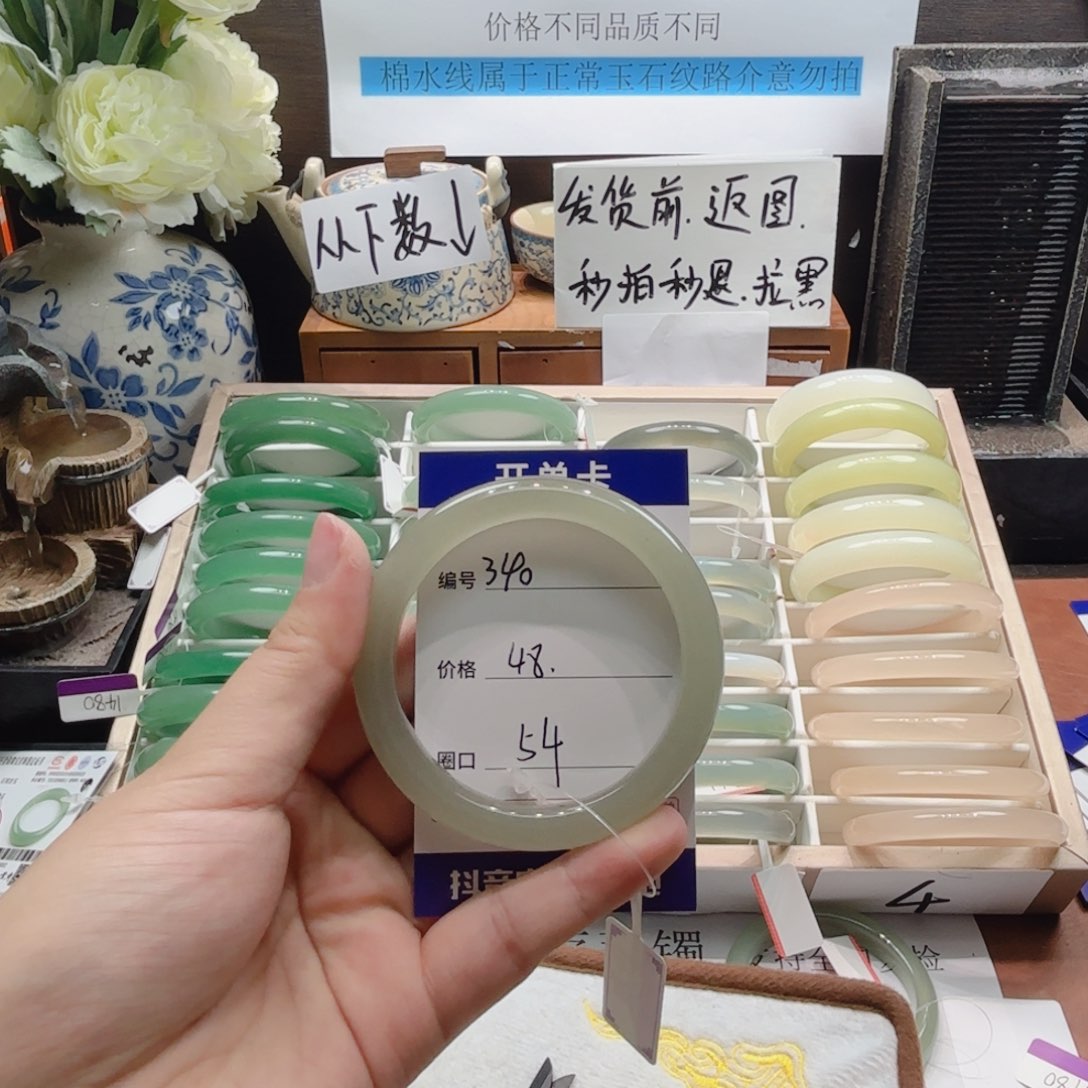 价格不同品质不同
棉水线属于正常玉石纹路介意勿拍
从下数↓
发货前.返图.
秒拍秒退.拉黑
开单卡
编号 340
价格 48.
圈口 54
抖音
1480
4
镯